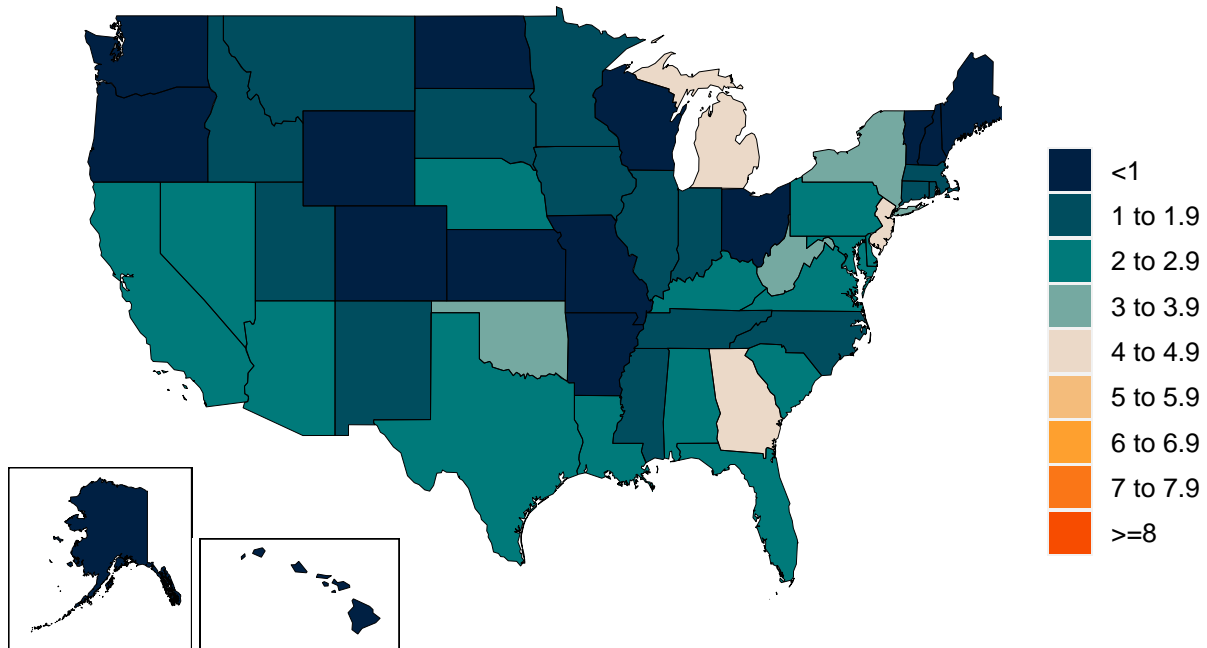 <1
1 to 1.9
2 to 2.9
3 to 3.9
4 to 4.9
5 to 5.9
6 to 6.9
7 to 7.9
>=8